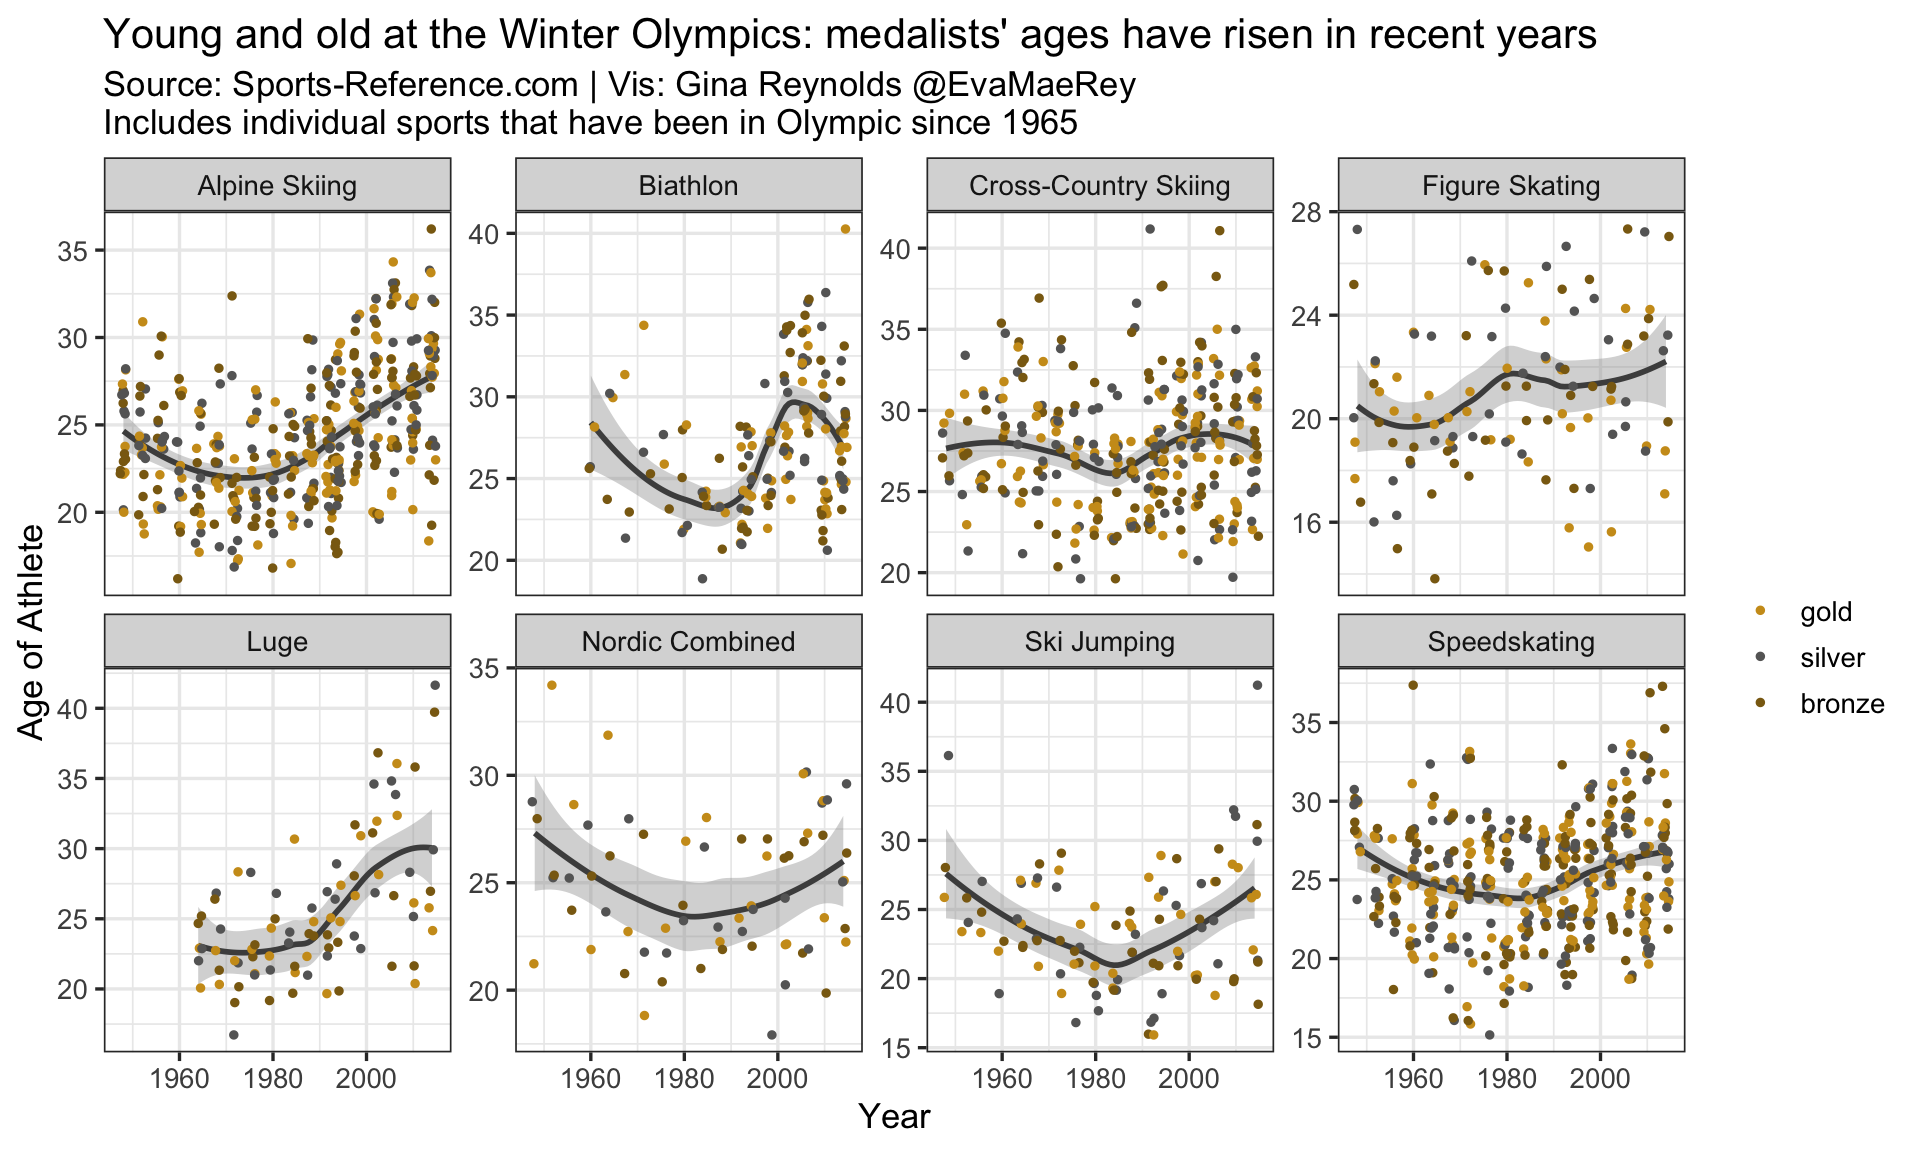 Young and old at the Winter Olympics: medalists' ages have risen in recent years
Source: Sports-Reference.com | Vis: Gina Reynolds @EvaMaeRey
Includes individual sports that have been in Olympic since 1965
Alpine Skiing
Biathlon
Cross-Country Skiing
Figure Skating
35
30
25
20
40
35
30
25
20
40
35
30
25
20
28
24
20
16
Age of Athlete
Luge
Nordic Combined
Ski Jumping
Speedskating
40
35
30
25
20
35
30
25
20
40
35
30
25
20
15
35
30
25
20
15
1960 1980 2000
1960 1980 2000
1960 1980 2000
1960 1980 2000
Year
gold
silver
bronze